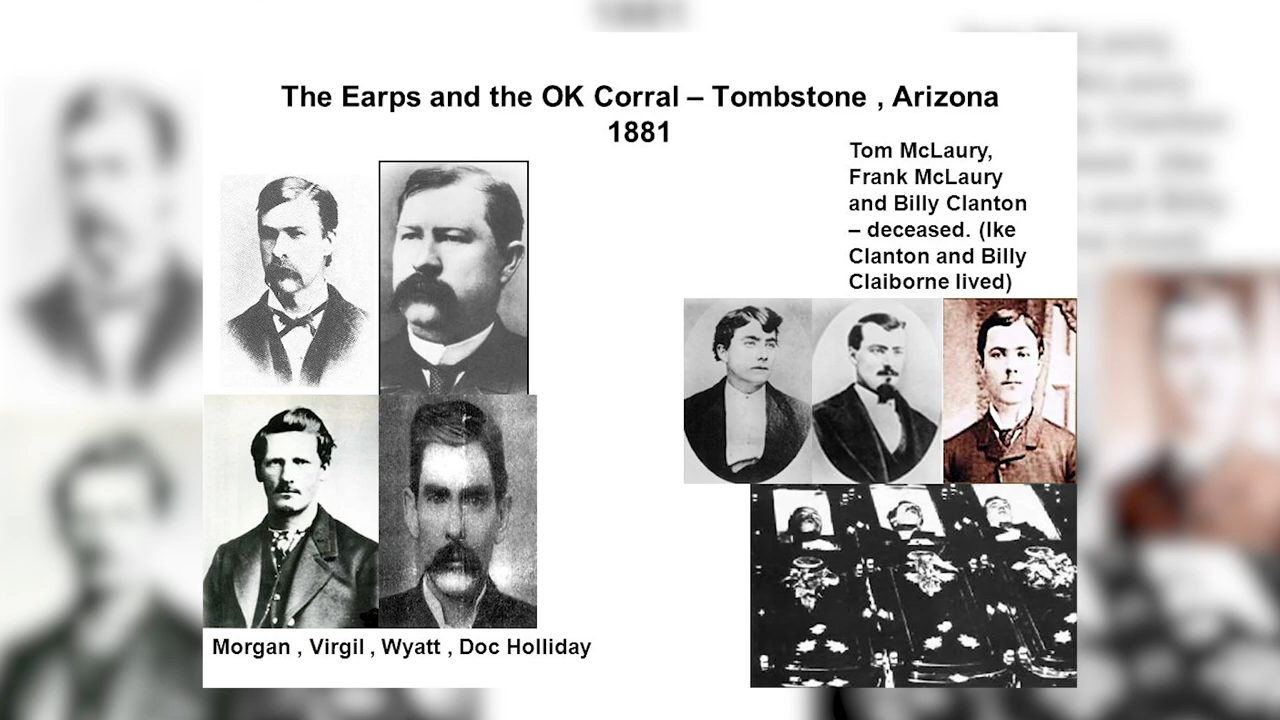 The Earps and the OK Corral – Tombstone , Arizona
1881
Tom McLaury,
Frank McLaury
and Billy Clanton
– deceased. (Ike
Clanton and Billy
Claiborne lived)
Morgan , Virgil , Wyatt , Doc Holliday